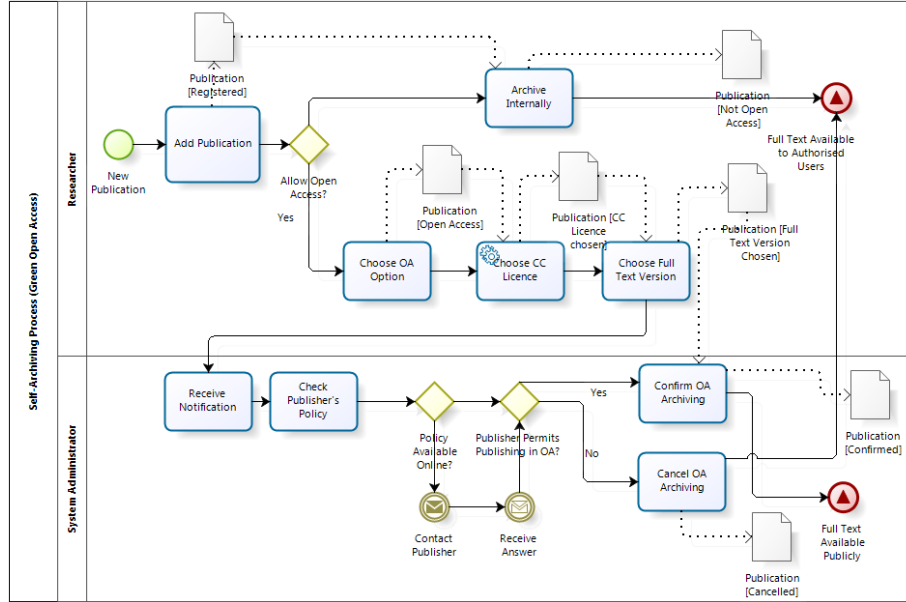 Self-Archiving Process (Green Open Access)
Researcher
New
Publication
Add Publication
Publication
[Registered]
Allow Open
Access?
Yes
Archive
Internally
Publication
[Not Open
Access]
Full Text Available
to Authorised
Users
Choose OA
Option
Publication
[Open Access]
Choose CC
Licence
Publication [CC
Licence
chosen]
Choose Full
Text Version
Publication [Full
Text Version
Chosen]
System Administrator
Receive
Notification
Check
Publisher's
Policy
Policy
Available
Online?
Contact
Publisher
Receive
Answer
Publisher Permits
Publishing in OA?
Yes
No
Confirm OA
Archiving
Cancel OA
Archiving
Publication
[Confirmed]
Full Text
Available
Publicly
Publication
[Cancelled]